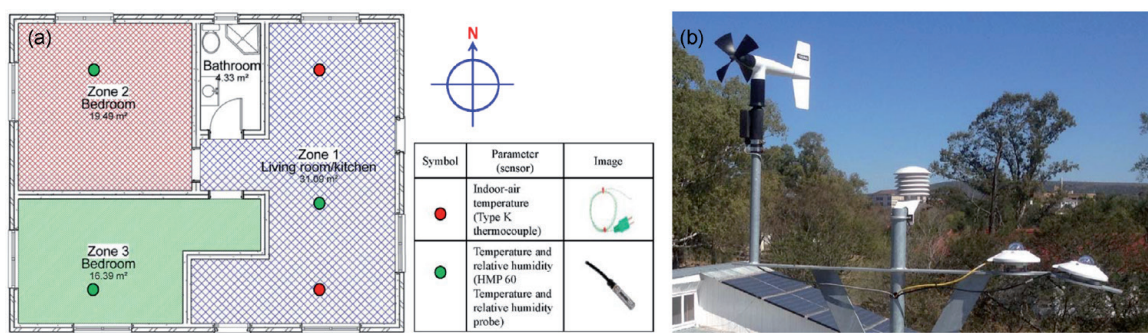 (a)
Zone 2
Bedroom
19.49 m²
Bathroom
4.33 m²
Zone 1
Living room/kitchen
31.09 m²
Zone 3
Bedroom
16.39 m²
N
Symbol
Parameter
(sensor)
Image
Indoor-air
temperature
(Type K
thermocouple)
Temperature and
relative humidity
(HMP 60
Temperature and
relative humidity
probe)
(b)